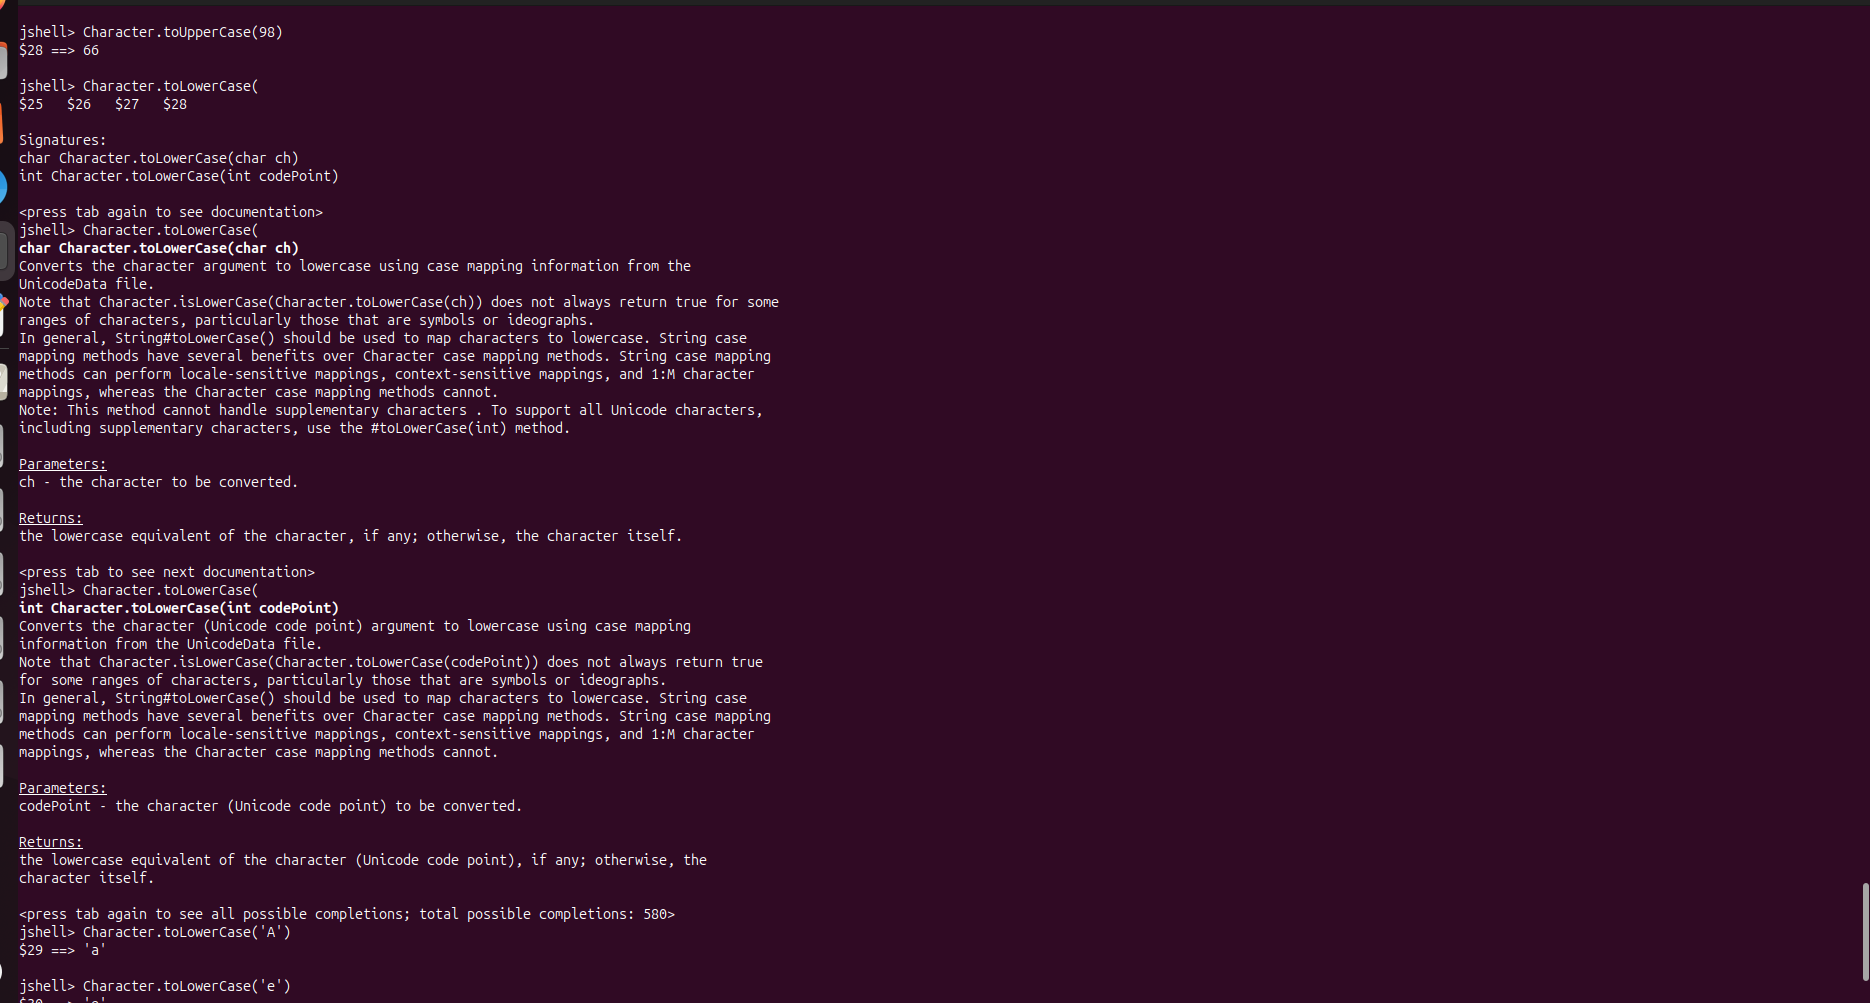 jshell> Character.toUpperCase(98)
$28 ==> 66
jshell> Character.toLowerCase(
$25   $26   $27   $28
Signatures:
char Character.toLowerCase(char ch)
int Character.toLowerCase(int codePoint)
<press tab again to see documentation>
jshell> Character.toLowerCase(
char Character.toLowerCase(char ch)
Converts the character argument to lowercase using case mapping information from the
UnicodeData file.
Note that Character.isLowerCase(Character.toLowerCase(ch)) does not always return true for some
ranges of characters, particularly those that are symbols or ideographs.
In general, String#toLowerCase() should be used to map characters to lowercase. String case
mapping methods have several benefits over Character case mapping methods. String case mapping
methods can perform locale-sensitive mappings, context-sensitive mappings, and 1:M character
mappings, whereas the Character case mapping methods cannot.
Note: This method cannot handle supplementary characters . To support all Unicode characters,
including supplementary characters, use the #toLowerCase(int) method.
Parameters:
ch - the character to be converted.
Returns:
the lowercase equivalent of the character, if any; otherwise, the character itself.
<press tab to see next documentation>
jshell> Character.toLowerCase(
int Character.toLowerCase(int codePoint)
Converts the character (Unicode code point) argument to lowercase using case mapping
information from the UnicodeData file.
Note that Character.isLowerCase(Character.toLowerCase(codePoint)) does not always return true
for some ranges of characters, particularly those that are symbols or ideographs.
In general, String#toLowerCase() should be used to map characters to lowercase. String case
mapping methods have several benefits over Character case mapping methods. String case mapping
methods can perform locale-sensitive mappings, context-sensitive mappings, and 1:M character
mappings, whereas the Character case mapping methods cannot.
Parameters:
codePoint - the character (Unicode code point) to be converted.
Returns:
the lowercase equivalent of the character (Unicode code point), if any; otherwise, the
character itself.
<press tab again to see all possible completions; total possible completions: 580>
jshell> Character.toLowerCase('A')
$29 ==> 'a'
jshell> Character.toLowerCase('e')